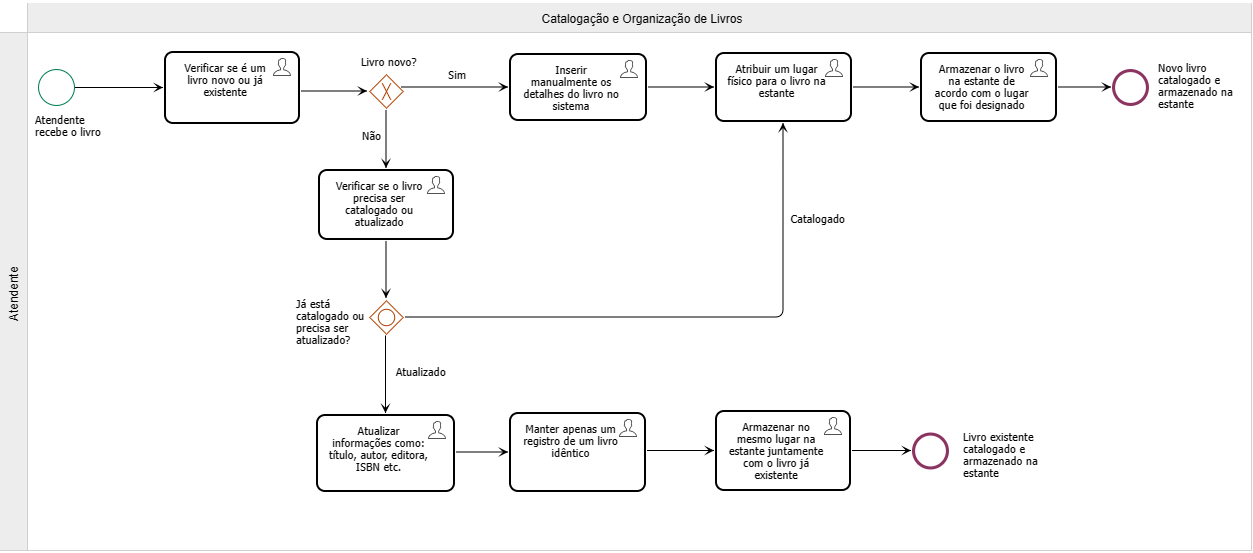 Catalogação e Organização de Livros
Atendente
Atendente
recebe o livro
Verificar se é um
livro novo ou já
existente
Livro novo?
Sim
Não
Inserir
manualmente os
detalhes do livro no
sistema
Atribuir um lugar
físico para o livro na
estante
Armazenar o livro
na estante de
acordo com o lugar
que foi designado
Novo livro
catalogado e
armazenado na
estante
Verificar se o livro
precisa ser
catalogado ou
atualizado
Catalogado
Já está
catalogado ou
precisa ser
atualizado?
Atualizado
Atualizar
informações como:
título, autor, editora,
ISBN etc.
Manter apenas um
registro de um livro
idêntico
Armazenar no
mesmo lugar na
estante juntamente
com o livro já
existente
Livro existente
catalogado e
armazenado na
estante